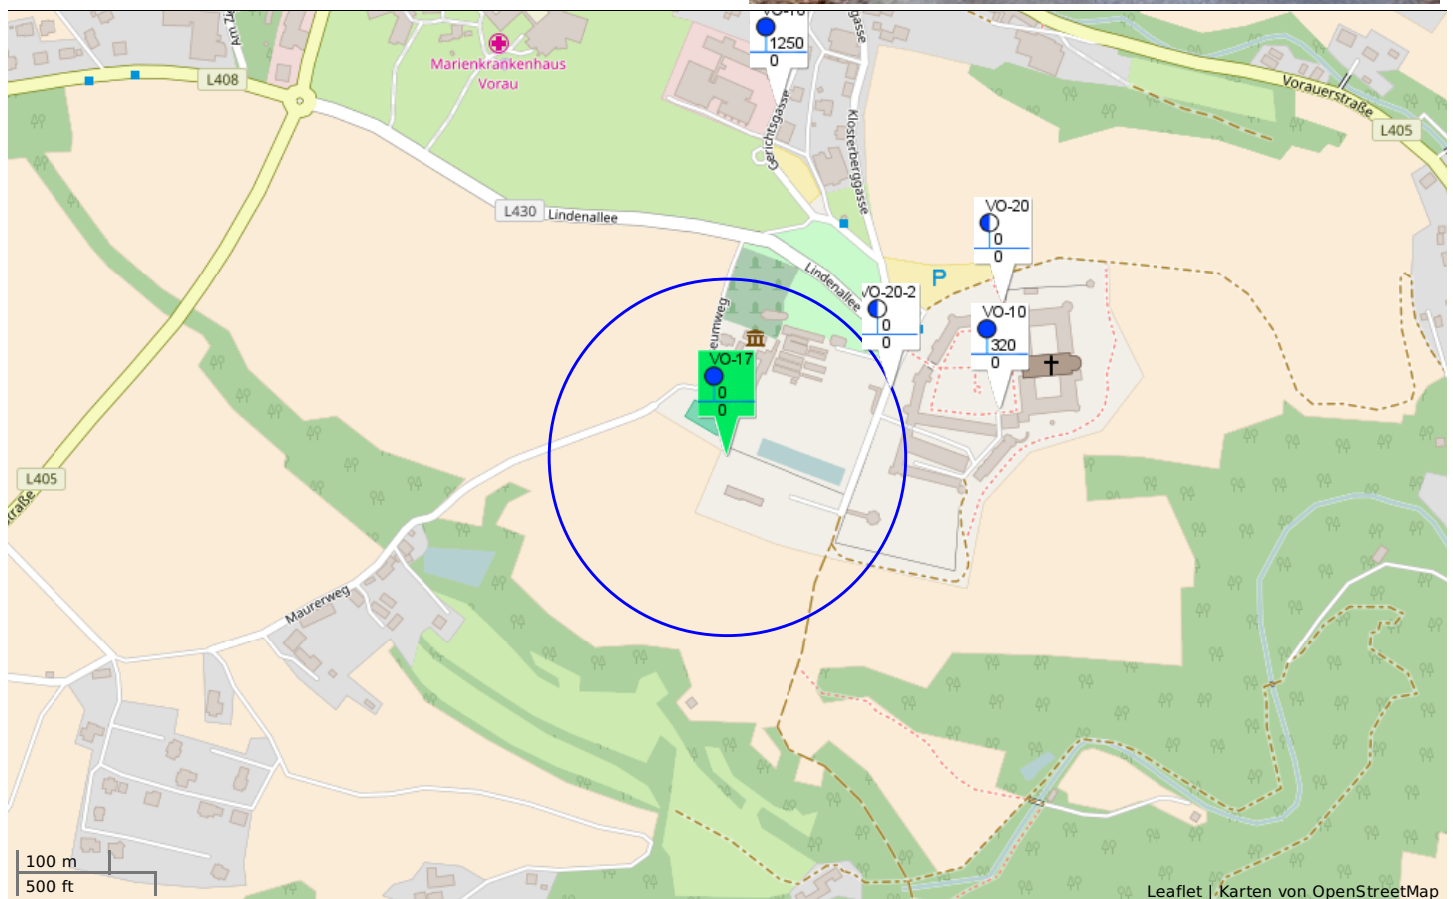 1250
0
L408
Marienkrankenhaus
Vorau
Gerichtsgasse
Klosterberggasse
Vorauerstraße
L405
L430
Lindenallee
VO-20
0
0
P
Lindenallee
VO-20-2
0
0
VO-10
320
0
VO-17
0
0
L405
Maurerweg
100 m
500 ft
Leaflet | Karten von OpenStreetMap